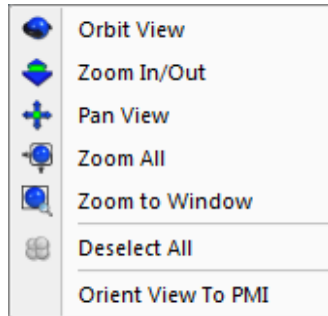 Orbit View
Zoom In/Out
Pan View
Zoom All
Zoom to Window
Deselect All
Orient View To PMI